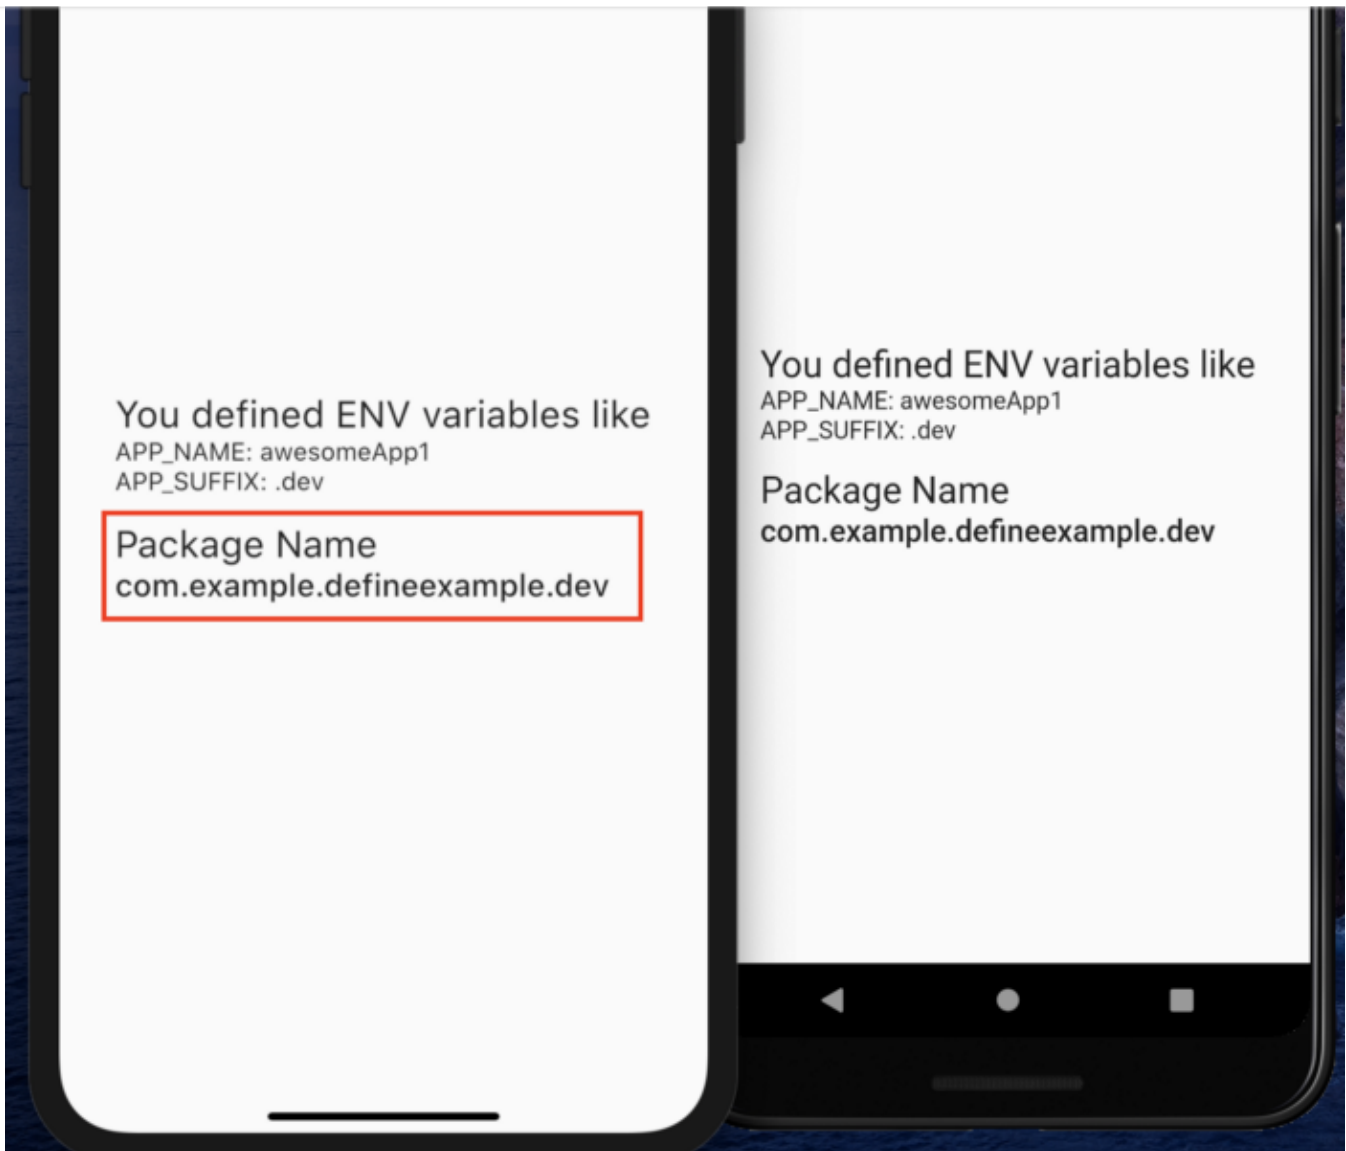 You defined ENV variables like
APP_NAME: awesomeApp1
APP_SUFFIX: .dev
Package Name
com.example.defineexample.dev
You defined ENV variables like
APP_NAME: awesomeApp1
APP_SUFFIX: .dev
Package Name
com.example.defineexample.dev